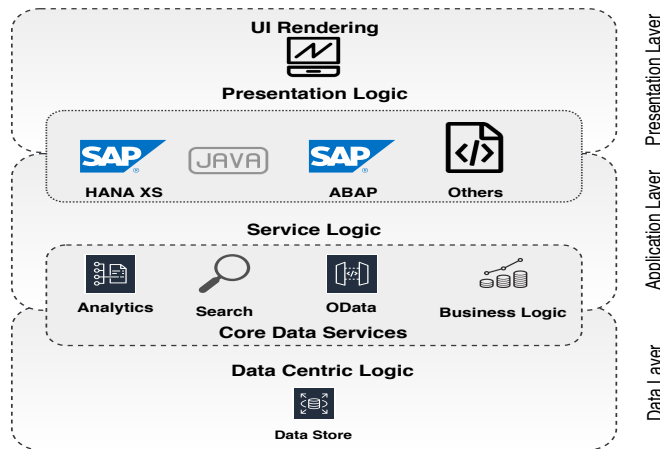 UI Rendering
Presentation Logic
SAP
JAVA
SAP
</>
HANA XS
ABAP
Others
Service Logic
</>
Analytics
Search
OData
Business Logic
Core Data Services
Data Centric Logic
Data Store
Presentation Layer
Application Layer
Data Layer